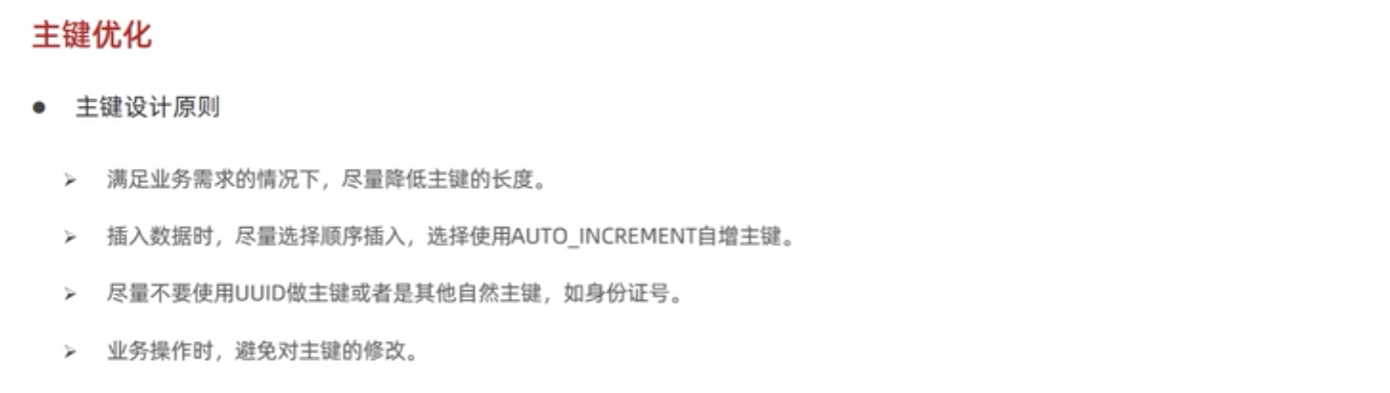 主键优化
● 主键设计原则
➢ 满足业务需求的情况下，尽量降低主键的长度。
➢ 插入数据时，尽量选择顺序插入，选择使用AUTO_INCREMENT自增主键。
➢ 尽量不要使用UUID做主键或者是其他自然主键，如身份证号。
➢ 业务操作时，避免对主键的修改。